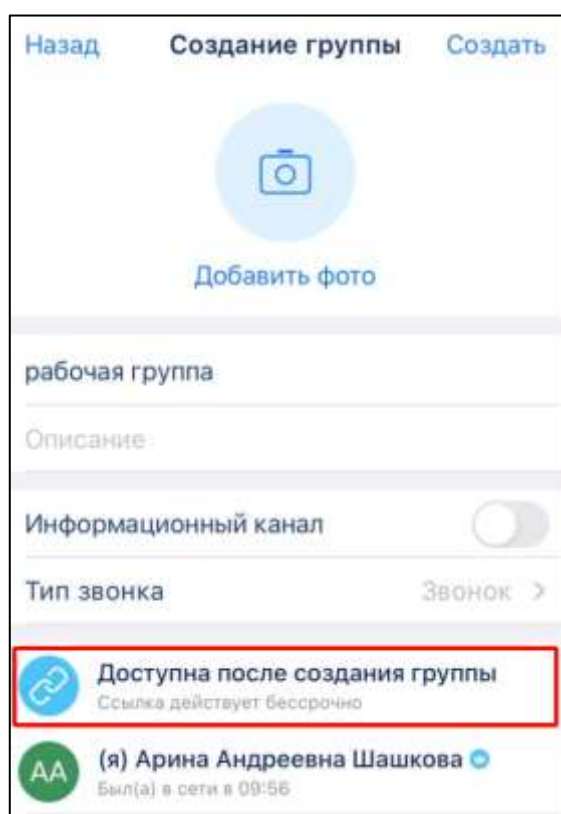 Назад Создание группы Создать
Добавить фото
рабочая группа
Описание
Информационный канал
Тип звонка Звонок >
Доступна после создания группы
Ссылка действует бессрочно
АА (я) Арина Андреевна Шашкова
Был(а) в сети в 09:56